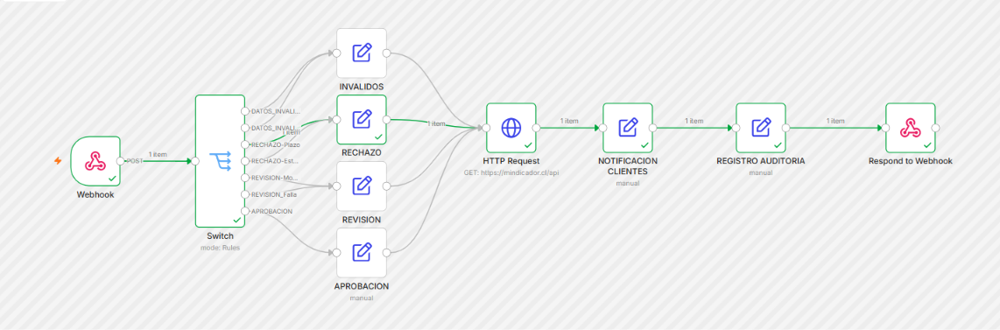 INVALIDOS
DATOS_INVALI...
DATOS_INVALI...
RECHAZO-Plazo
RECHAZO-Est...
REVISION-Mo...
REVISION_Falla
APROBACION
1 item
POST
1 item
Webhook
Switch
mode: Rules
RECHAZO
1 item
REVISION
APROBACION
manual
HTTP Request
GET: https://mindicador.cl/api
1 item
NOTIFICACION
CLIENTES
manual
1 item
REGISTRO AUDITORIA
manual
1 item
Respond to Webhook